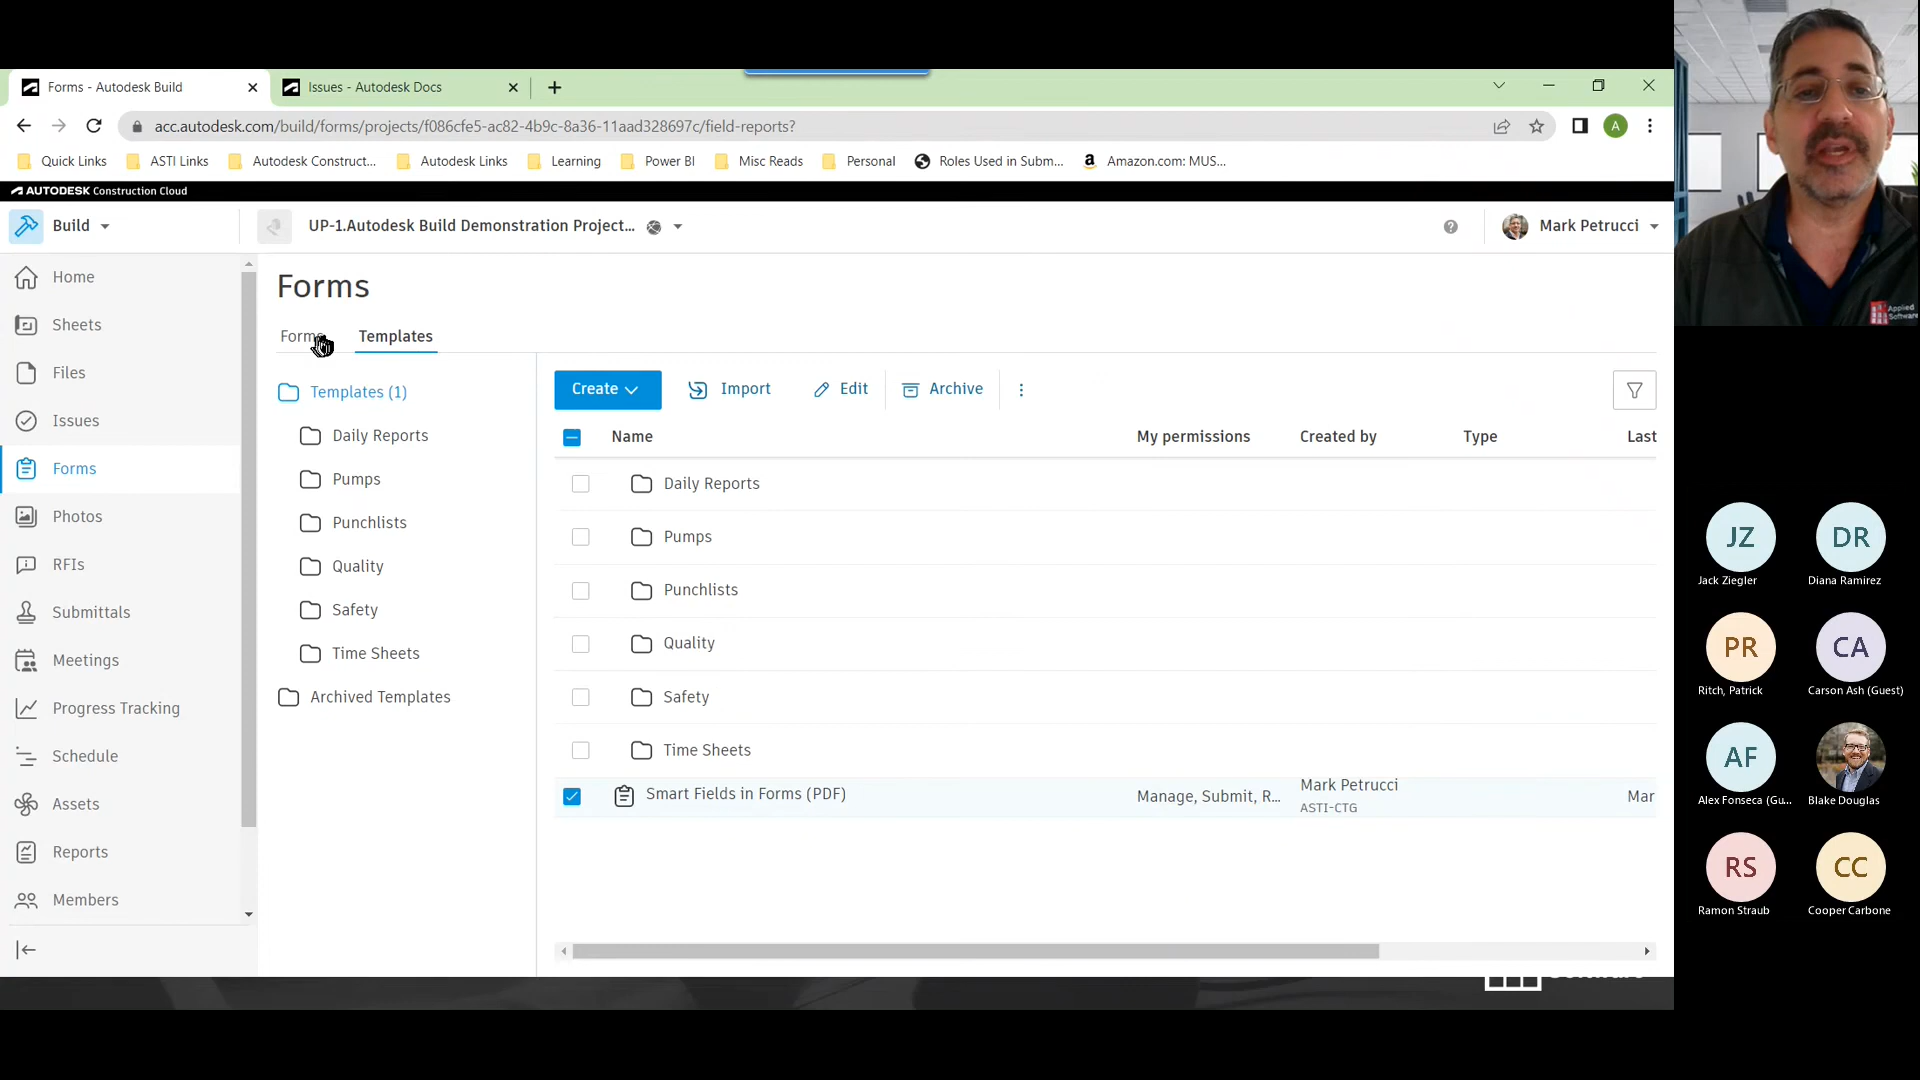 Forms - Autodesk Build
Issues - Autodesk Docs
acc.autodesk.com/build/forms/projects/f086cfe5-ac82-4b9c-8a36-11aad328697c/field-reports?
A
Quick Links
ASTI Links
Autodesk Construct...
Autodesk Links
Learning
Power BI
Misc Reads
Personal
Roles Used in Subm...
Amazon.com: MUS...
AUTODESK Construction Cloud
Build
UP-1.Autodesk Build Demonstration Project...
Mark Petrucci
Home
Sheets
Files
Issues
Forms
Photos
RFIs
Submittals
Meetings
Progress Tracking
Schedule
Assets
Reports
Members
Forms
Forms
Templates
Templates (1)
Daily Reports
Pumps
Punchlists
Quality
Safety
Time Sheets
Archived Templates
Create
Import
Edit
Archive
Name
My permissions
Created by
Type
Last
Daily Reports
Pumps
Punchlists
Quality
Safety
Time Sheets
Smart Fields in Forms (PDF)
Manage, Submit, R...
Mark Petrucci
ASTI-CTG
Mar
Applied
Software
JZ
Jack Ziegler
DR
Diana Ramirez
PR
Ritch, Patrick
CA
Carson Ash (Guest)
AF
Alex Fonseca (Gu...
Blake Douglas
RS
Ramon Straub
CC
Cooper Carbone